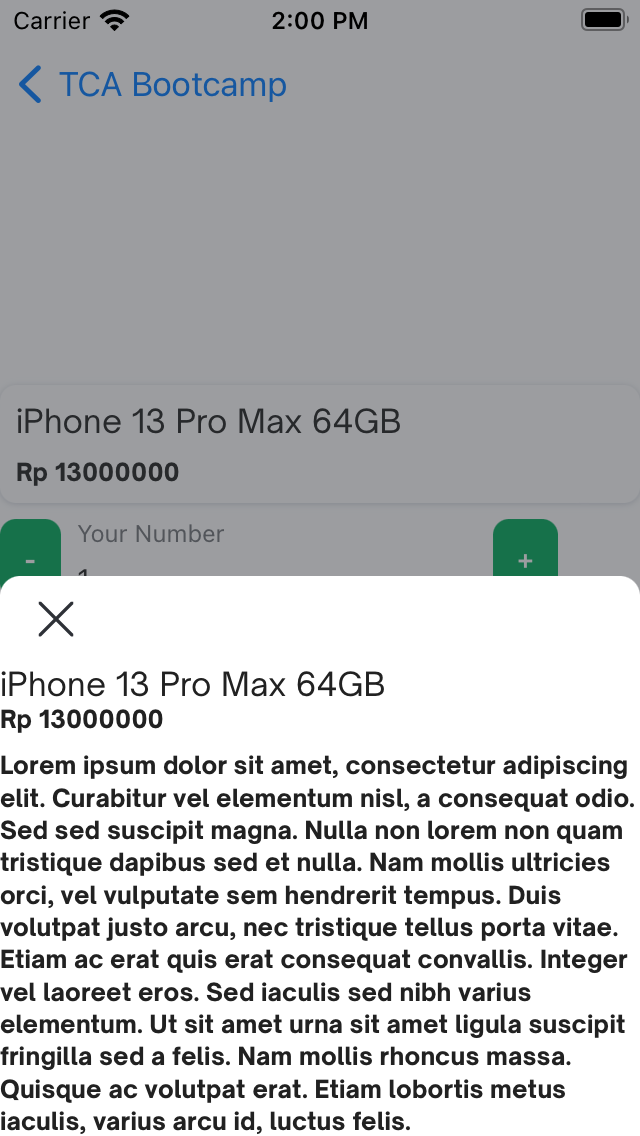 Carrier 2:00 PM
TCA Bootcamp
iPhone 13 Pro Max 64GB
Rp 13000000
Your Number
- 1 +
iPhone 13 Pro Max 64GB
Rp 13000000
Lorem ipsum dolor sit amet, consectetur adipiscing
elit. Curabitur vel elementum nisl, a consequat odio.
Sed sed suscipit magna. Nulla non lorem non quam
tristique dapibus sed et nulla. Nam mollis ultricies
orci, vel vulputate sem hendrerit tempus. Duis
volutpat justo arcu, nec tristique tellus porta vitae.
Etiam ac erat quis erat consequat convallis. Integer
vel laoreet eros. Sed iaculis sed nibh varius
elementum. Ut sit amet urna sit amet ligula suscipit
fringilla sed a felis. Nam mollis rhoncus massa.
Quisque ac volutpat erat. Etiam lobortis metus
iaculis, varius arcu id, luctus felis.